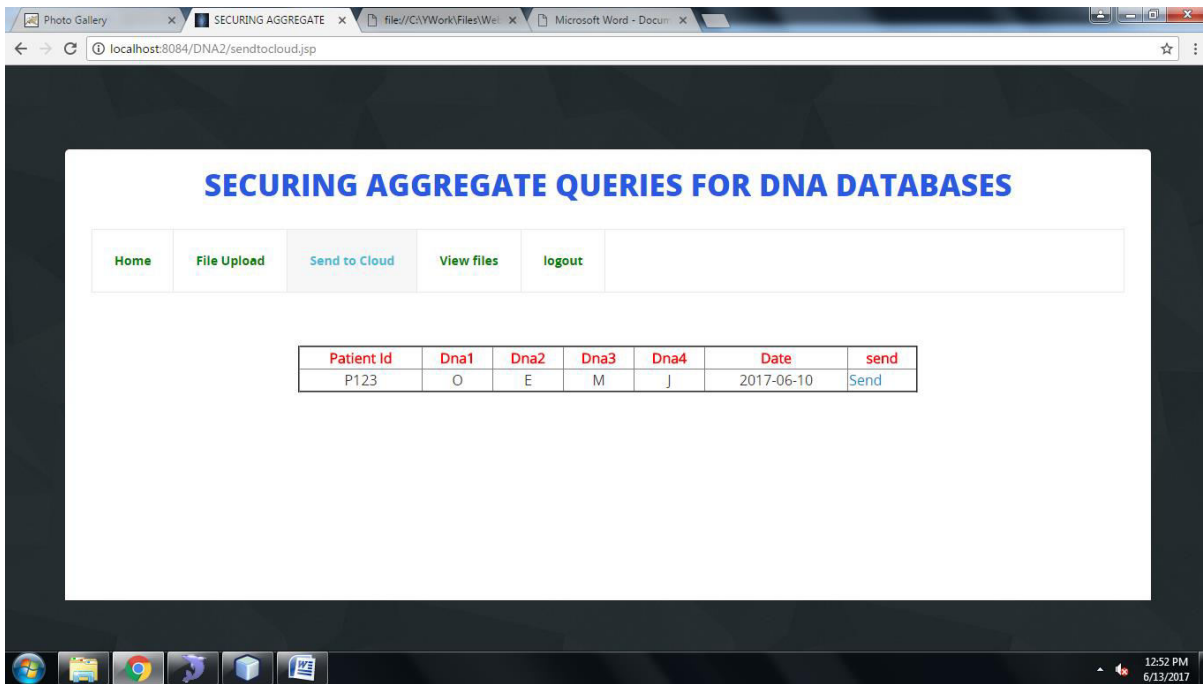 Photo Gallery SECURING AGGREGATE file://C:\YWork\Files\Web Microsoft Word - Docum
localhost:8084/DNA2/sendtocloud.jsp
SECURING AGGREGATE QUERIES FOR DNA DATABASES
Home File Upload Send to Cloud View files logout
Patient Id Dna1 Dna2 Dna3 Dna4 Date send
P123 O E M J 2017-06-10 Send
12:52 PM
6/13/2017